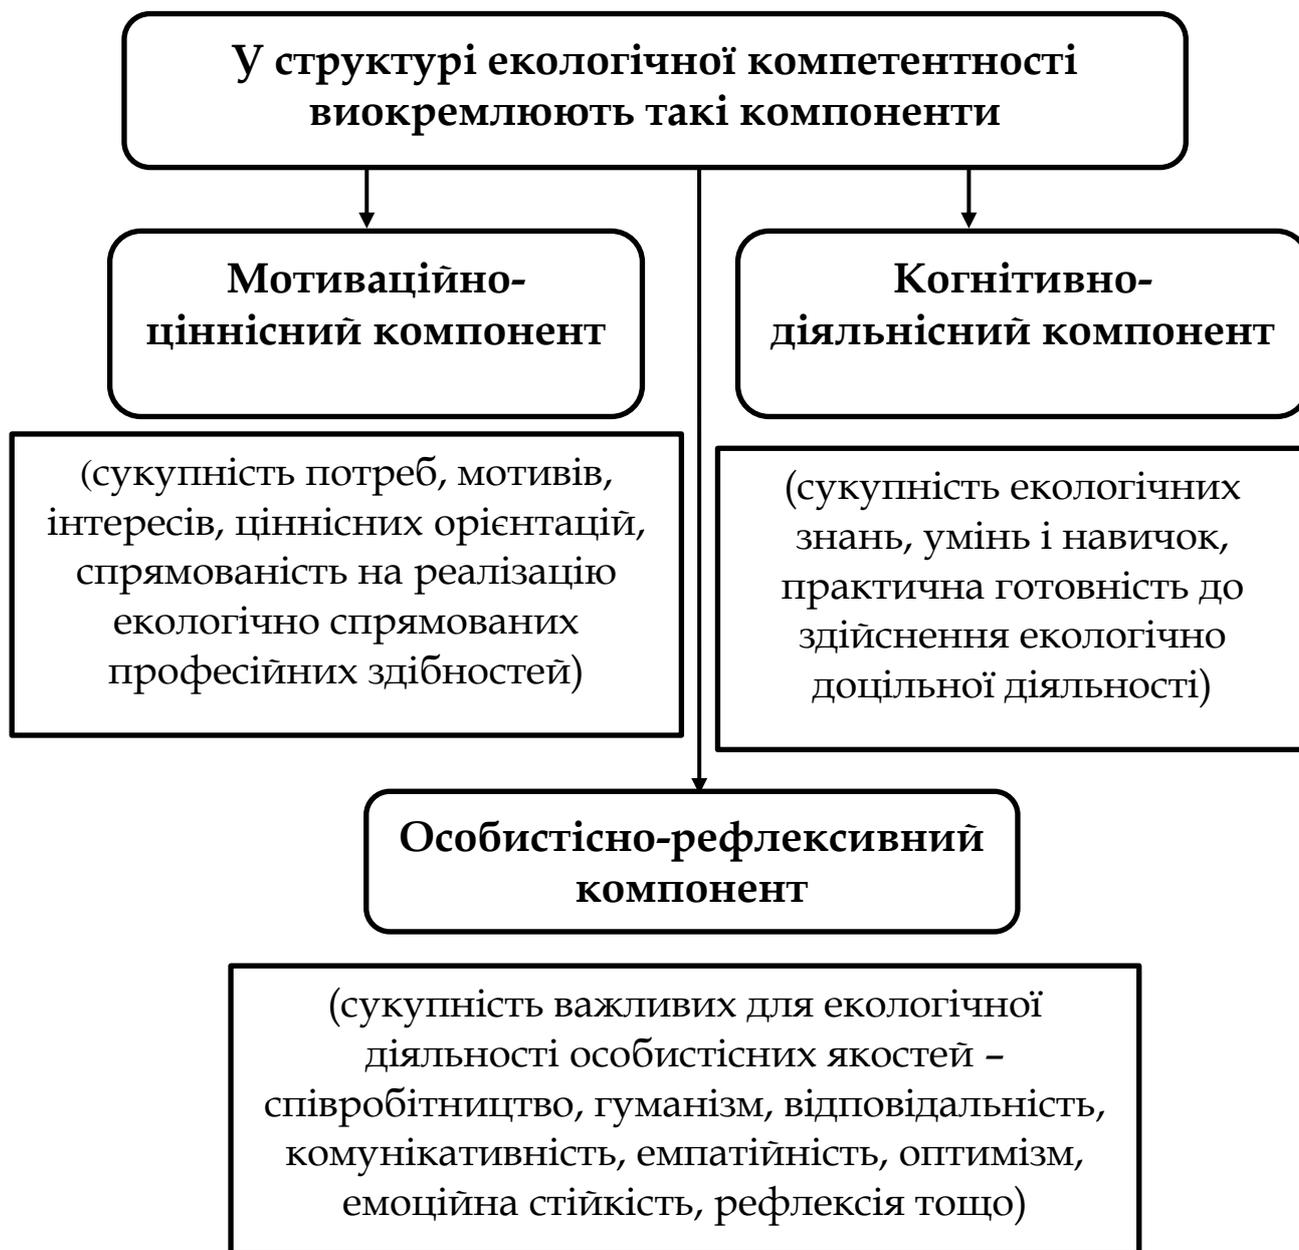 У структурі екологічної компетентності
виокремлюють такі компоненти
Мотиваційно-
ціннісний компонент
(сукупність потреб, мотивів,
інтересів, ціннісних орієнтацій,
спрямованість на реалізацію
екологічно спрямованих
професійних здібностей)
Когнітивно-
діяльнісний компонент
(сукупність екологічних
знань, умінь і навичок,
практична готовність до
здійснення екологічно
доцільної діяльності)
Особистісно-рефлексивний
компонент
(сукупність важливих для екологічної
діяльності особистісних якостей –
співробітництво, гуманізм, відповідальність,
комунікативність, емпатійність, оптимізм,
емоційна стійкість, рефлексія тощо)